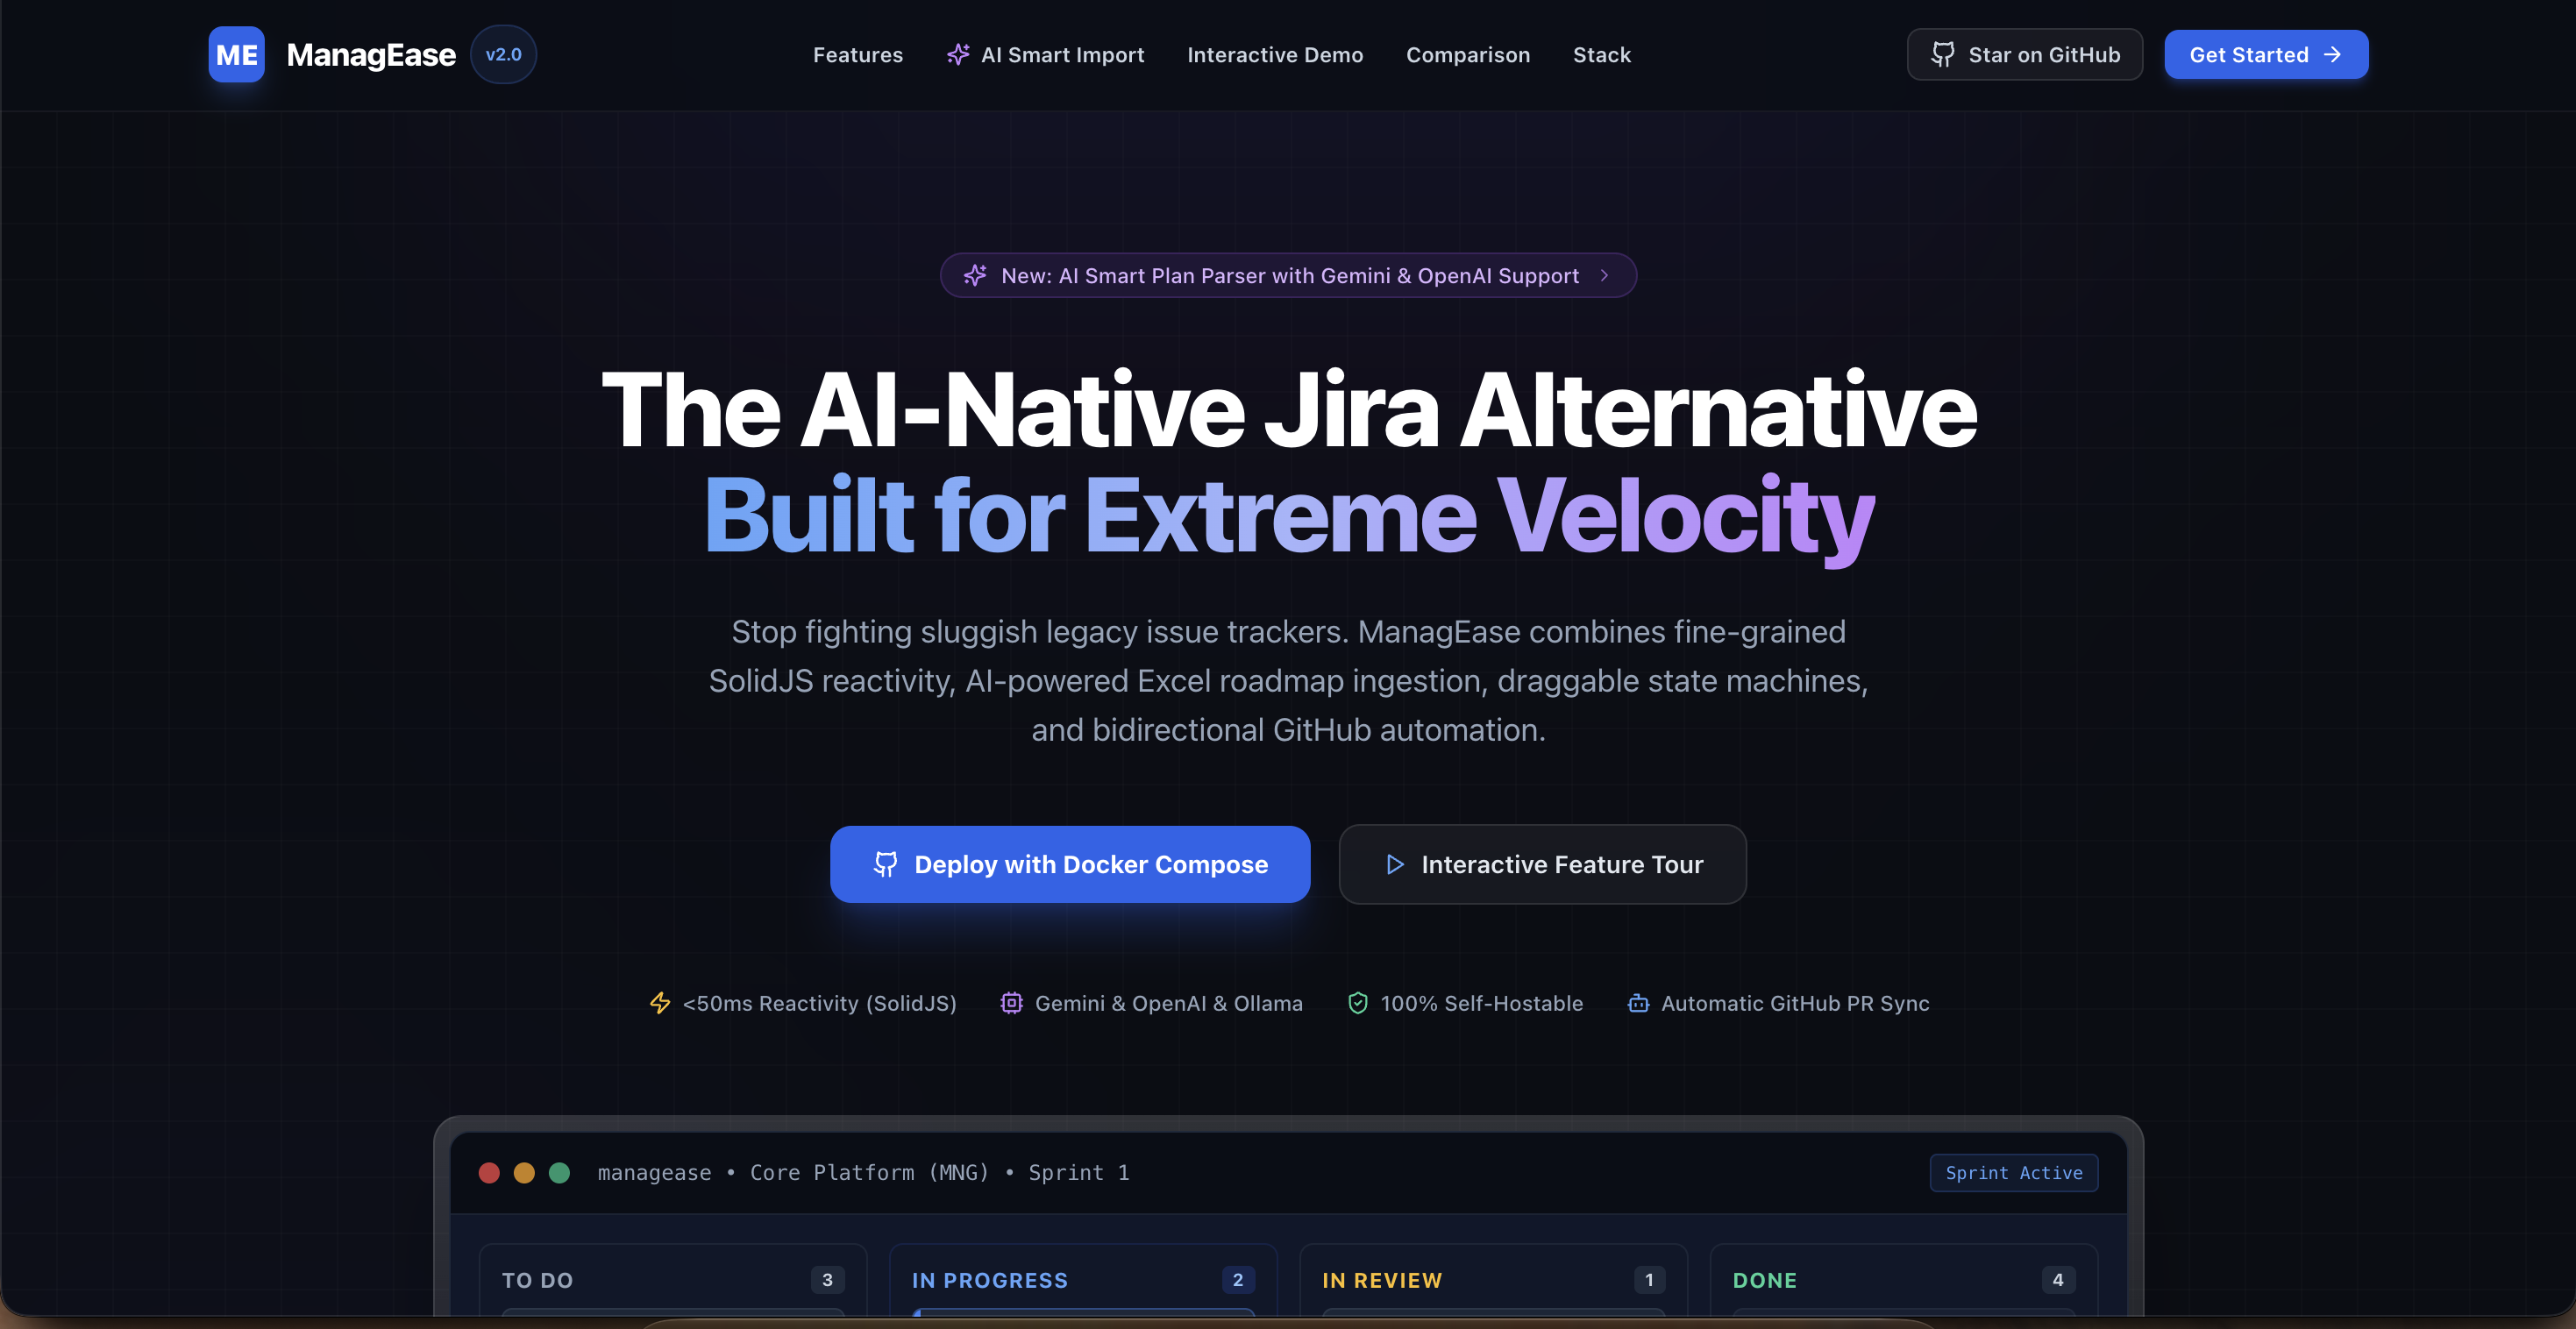 ME ManagEase v2.0 Features AI Smart Import Interactive Demo Comparison Stack Star on GitHub Get Started
New: AI Smart Plan Parser with Gemini & OpenAI Support
The AI-Native Jira Alternative
Built for Extreme Velocity
Stop fighting sluggish legacy issue trackers. ManagEase combines fine-grained
SolidJS reactivity, AI-powered Excel roadmap ingestion, draggable state machines,
and bidirectional GitHub automation.
Deploy with Docker Compose Interactive Feature Tour
<50ms Reactivity (SolidJS) Gemini & OpenAI & Ollama 100% Self-Hostable Automatic GitHub PR Sync
managease • Core Platform (MNG) • Sprint 1 Sprint Active
TO DO 3 IN PROGRESS 2 IN REVIEW 1 DONE 4